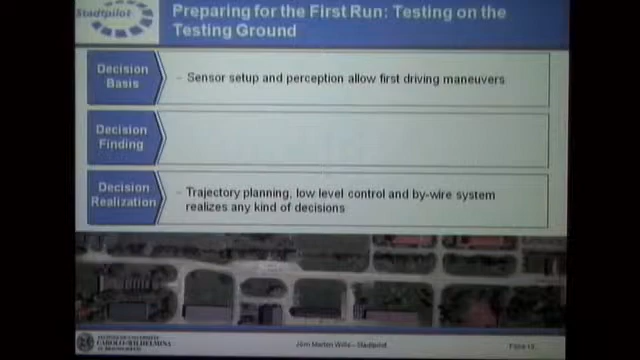 Stadtpilot
Preparing for the First Run: Testing on the
Testing Ground
Decision
Basis
– Sensor setup and perception allow first driving maneuvers
Decision
Finding
Decision
Realization
– Trajectory planning, low level control and by-wire system
realizes any kind of decisions
CAROLO-WILHELMINA
Jörn Marten Wille – Stadtpilot